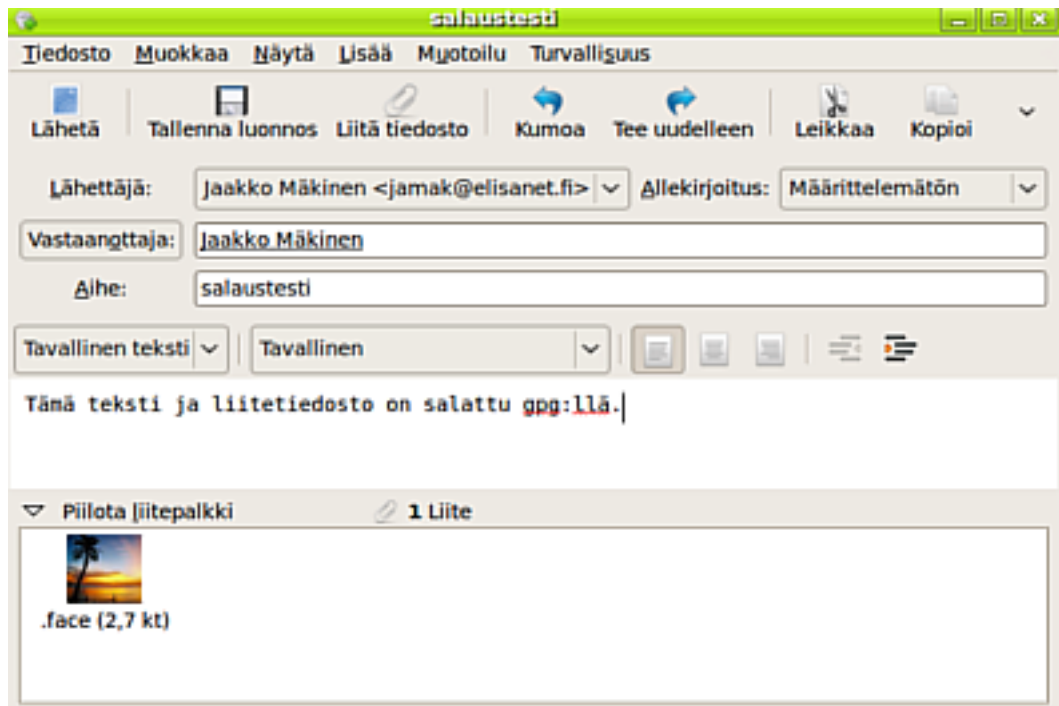 salaustesti
Tiedosto Muokkaa Näytä Lisää Muotoilu Turvallisuus
Lähetä Tallenna luonnos Liitä tiedosto Kumoa Tee uudelleen Leikkaa Kopioi
Lähettäjä: Jaakko Mäkinen <jamak@elisanet.fi> Allekirjoitus: Määrittelemätön
Vastaanottaja: Jaakko Mäkinen
Aihe: salaustesti
Tavallinen teksti Tavallinen
Tämä teksti ja liitetiedosto on salattu gpg:llä.
Piilota liitepalkki 1 Liite
.face (2,7 kt)